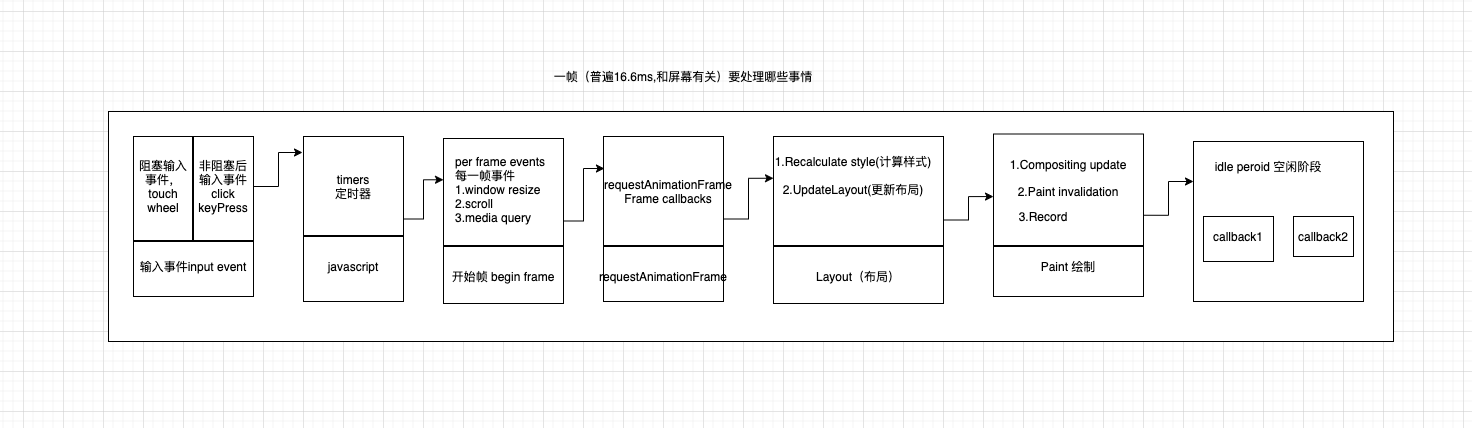 一帧（普遍16.6ms,和屏幕有关）要处理哪些事情
阻塞输入
事件,
touch
wheel
非阻塞后
输入事件
click
keyPress
输入事件input event
timers
定时器
javascript
per frame events
每一帧事件
1.window resize
2.scroll
3.media query
开始帧 begin frame
requestAnimationFrame
Frame callbacks
requestAnimationFrame
1.Recalculate style(计算样式)
2.UpdateLayout(更新布局)
Layout（布局）
1.Compositing update
2.Paint invalidation
3.Record
Paint 绘制
idle peroid 空闲阶段
callback1
callback2